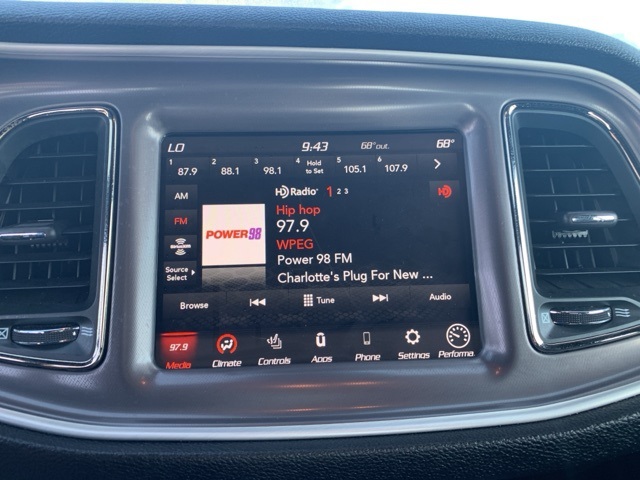 LO 9:43 68°out. 68°
1 87.9 2 88.1 3 98.1 4 Hold to Set 5 105.1 6 107.9
AM
HD Radio 1 2 3
HD
FM
POWER 98
Hip hop
97.9
WPEG
SiriusXM
Power 98 FM
Source Select
Charlotte's Plug For New ...
Browse Tune Audio
97.9
Media Climate Controls Apps Phone Settings Performa